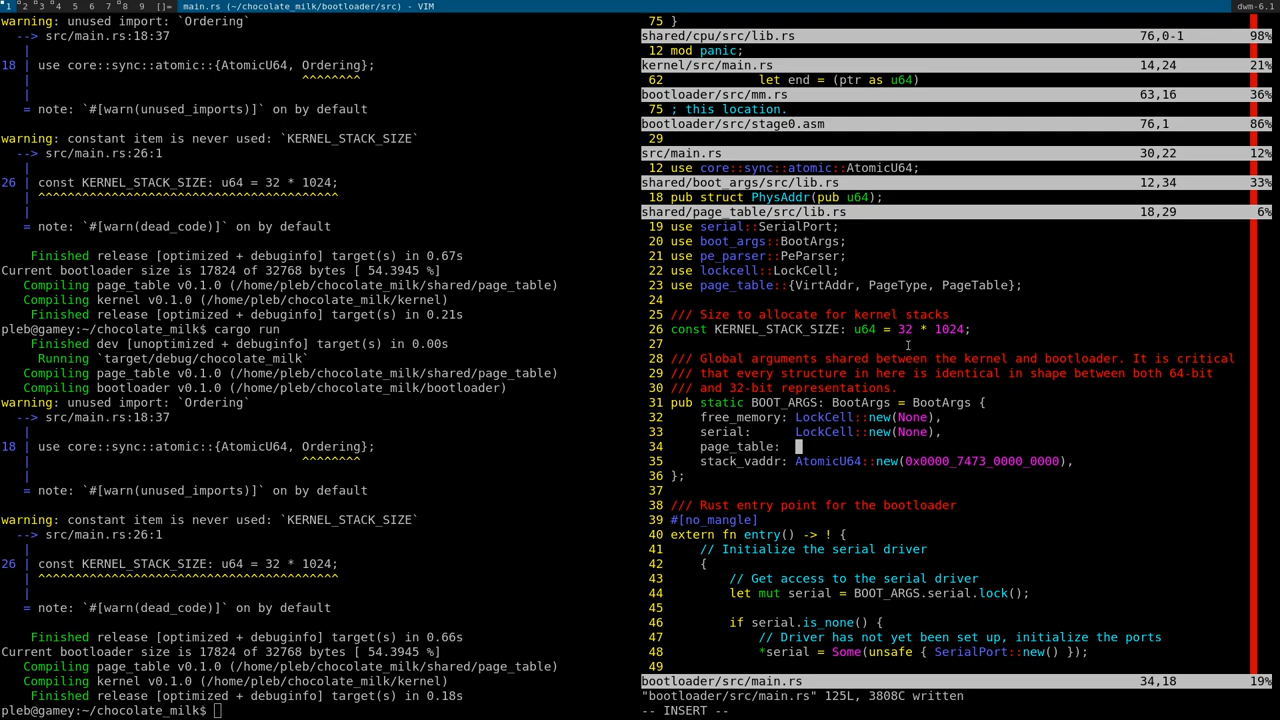 1 2 3 4 5 6 7 8 9 []= main.rs (~/chocolate_milk/bootloader/src) - VIM dwm-6.1
warning: unused import: `Ordering`
--> src/main.rs:18:37
|
18 | use core::sync::atomic::{AtomicU64, Ordering};
| ^^^^^^^^
|
= note: `#[warn(unused_imports)]` on by default
warning: constant item is never used: `KERNEL_STACK_SIZE`
--> src/main.rs:26:1
|
26 | const KERNEL_STACK_SIZE: u64 = 32 * 1024;
| ^^^^^^^^^^^^^^^^^^^^^^^^^^^^^^^^^^^^^^^^^
|
= note: `#[warn(dead_code)]` on by default
Finished release [optimized + debuginfo] target(s) in 0.67s
Current bootloader size is 17824 of 32768 bytes [ 54.3945 %]
Compiling page_table v0.1.0 (/home/pleb/chocolate_milk/shared/page_table)
Compiling kernel v0.1.0 (/home/pleb/chocolate_milk/kernel)
Finished release [optimized + debuginfo] target(s) in 0.21s
pleb@gamey:~/chocolate_milk$ cargo run
Finished dev [unoptimized + debuginfo] target(s) in 0.00s
Running `target/debug/chocolate_milk`
Compiling page_table v0.1.0 (/home/pleb/chocolate_milk/shared/page_table)
Compiling bootloader v0.1.0 (/home/pleb/chocolate_milk/bootloader)
warning: unused import: `Ordering`
--> src/main.rs:18:37
|
18 | use core::sync::atomic::{AtomicU64, Ordering};
| ^^^^^^^^
|
= note: `#[warn(unused_imports)]` on by default
warning: constant item is never used: `KERNEL_STACK_SIZE`
--> src/main.rs:26:1
|
26 | const KERNEL_STACK_SIZE: u64 = 32 * 1024;
| ^^^^^^^^^^^^^^^^^^^^^^^^^^^^^^^^^^^^^^^^^
|
= note: `#[warn(dead_code)]` on by default
Finished release [optimized + debuginfo] target(s) in 0.66s
Current bootloader size is 17824 of 32768 bytes [ 54.3945 %]
Compiling page_table v0.1.0 (/home/pleb/chocolate_milk/shared/page_table)
Compiling kernel v0.1.0 (/home/pleb/chocolate_milk/kernel)
Finished release [optimized + debuginfo] target(s) in 0.18s
pleb@gamey:~/chocolate_milk$
75 }
shared/cpu/src/lib.rs 76,0-1 98%
12 mod panic;
kernel/src/main.rs 14,24 21%
62 let end = (ptr as u64)
bootloader/src/mm.rs 63,16 36%
75 ; this location.
bootloader/src/stage0.asm 76,1 86%
29
src/main.rs 30,22 12%
12 use core::sync::atomic::AtomicU64;
shared/boot_args/src/lib.rs 12,34 33%
18 pub struct PhysAddr(pub u64);
shared/page_table/src/lib.rs 18,29 6%
19 use serial::SerialPort;
20 use boot_args::BootArgs;
21 use pe_parser::PeParser;
22 use lockcell::LockCell;
23 use page_table::{VirtAddr, PageType, PageTable};
24
25 /// Size to allocate for kernel stacks
26 const KERNEL_STACK_SIZE: u64 = 32 * 1024;
27
28 /// Global arguments shared between the kernel and bootloader. It is critical
29 /// that every structure in here is identical in shape between both 64-bit
30 /// and 32-bit representations.
31 pub static BOOT_ARGS: BootArgs = BootArgs {
32 free_memory: LockCell::new(None),
33 serial: LockCell::new(None),
34 page_table:
35 stack_vaddr: AtomicU64::new(0x0000_7473_0000_0000),
36 };
37
38 /// Rust entry point for the bootloader
39 #[no_mangle]
40 extern fn entry() -> ! {
41 // Initialize the serial driver
42 {
43 // Get access to the serial driver
44 let mut serial = BOOT_ARGS.serial.lock();
45
46 if serial.is_none() {
47 // Driver has not yet been set up, initialize the ports
48 *serial = Some(unsafe { SerialPort::new() });
49
bootloader/src/main.rs 34,18 19%
"bootloader/src/main.rs" 125L, 3808C written
-- INSERT --